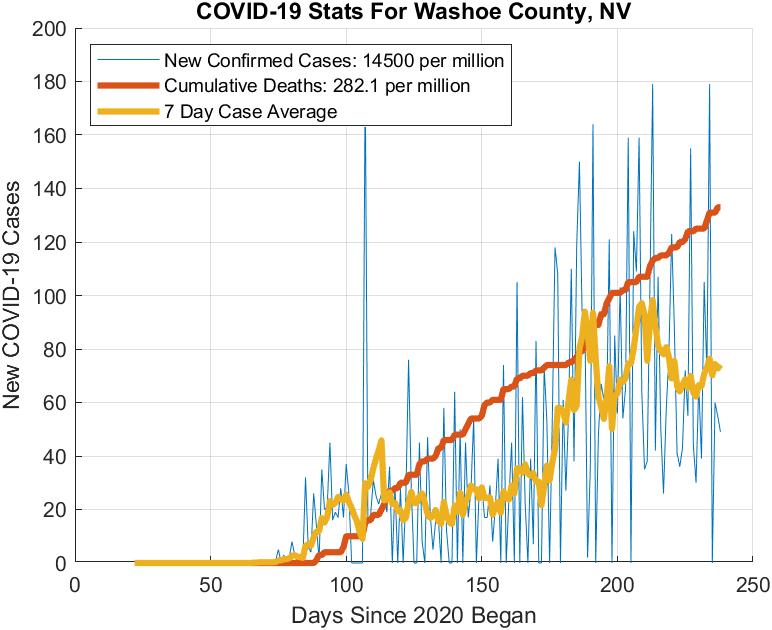 COVID-19 Stats For Washoe County, NV
200
180
160
140
120
100
80
60
40
20
0
New COVID-19 Cases
New Confirmed Cases: 14500 per million
Cumulative Deaths: 282.1 per million
7 Day Case Average
0 50 100 150 200 250
Days Since 2020 Began